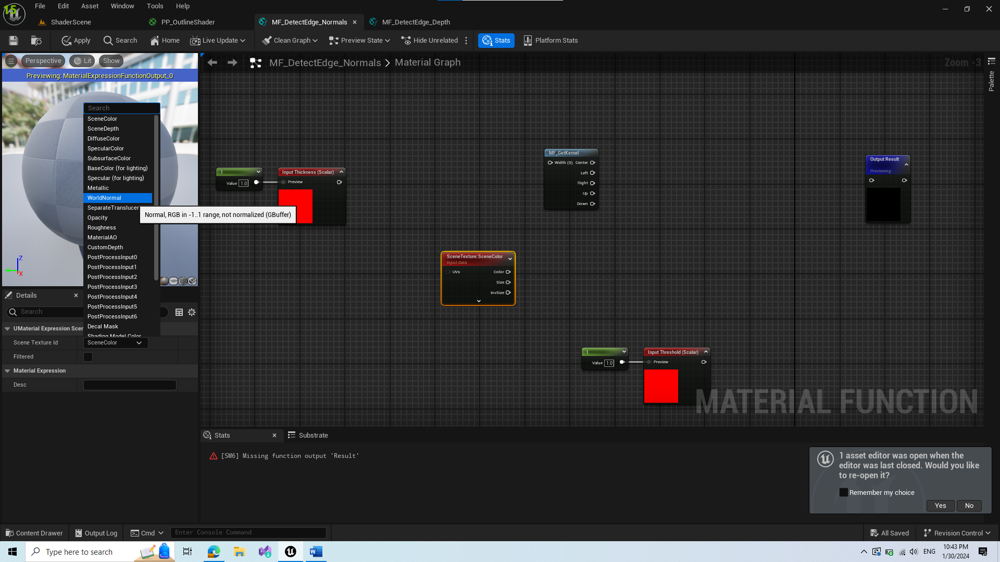 File
Edit
Asset
Window
Tools
Help
15
ShaderScene
PP_OutlineShader
MF_DetectEdge_Normals
MF_DetectEdge_Depth
Apply
Search
Home
Live Update
Clean Graph
Preview State
Hide Unrelated
Stats
Platform Stats
Perspective
Lit
Show
MF_DetectEdge_Normals > Material Graph
Zoom -3
Palette
Previewing: MaterialExpressionFunctionOutput_0
Search
SceneColor
SceneDepth
DiffuseColor
SpecularColor
SubsurfaceColor
BaseColor (for lighting)
Specular (for lighting)
Metallic
WorldNormal
SeparateTranslucen
Opacity
Roughness
MaterialAO
CustomDepth
PostProcessInput0
PostProcessInput1
PostProcessInput2
PostProcessInput3
PostProcessInput4
PostProcessInput5
PostProcessInput6
Decal Mask
Shading Model Color
Normal, RGB in -1..1 range, not normalized (GBuffer)
Z
Y
X
1
Value 1.0
Input Thickness (Scalar)
Preview
MF_GetKernel
Width (S) Center
Left
Right
Up
Down
Output Result
Previewing
SceneTexture:SceneColor
Input Data
UVs Color
Size
InvSize
1
Value 1.0
Input Threshold (Scalar)
Preview
MATERIAL FUNCTION
Details
Search
UMaterial Expression Scen
Scene Texture Id
SceneColor
Filtered
Material Expression
Desc
Stats
Substrate
[SM6] Missing function output 'Result'
1 asset editor was open when the
editor was last closed. Would you like
to re-open it?
Remember my choice
Yes
No
Content Drawer
Output Log
Cmd
Enter Console Command
All Saved
Revision Control
Type here to search
ENG
10:43 PM
1/30/2024